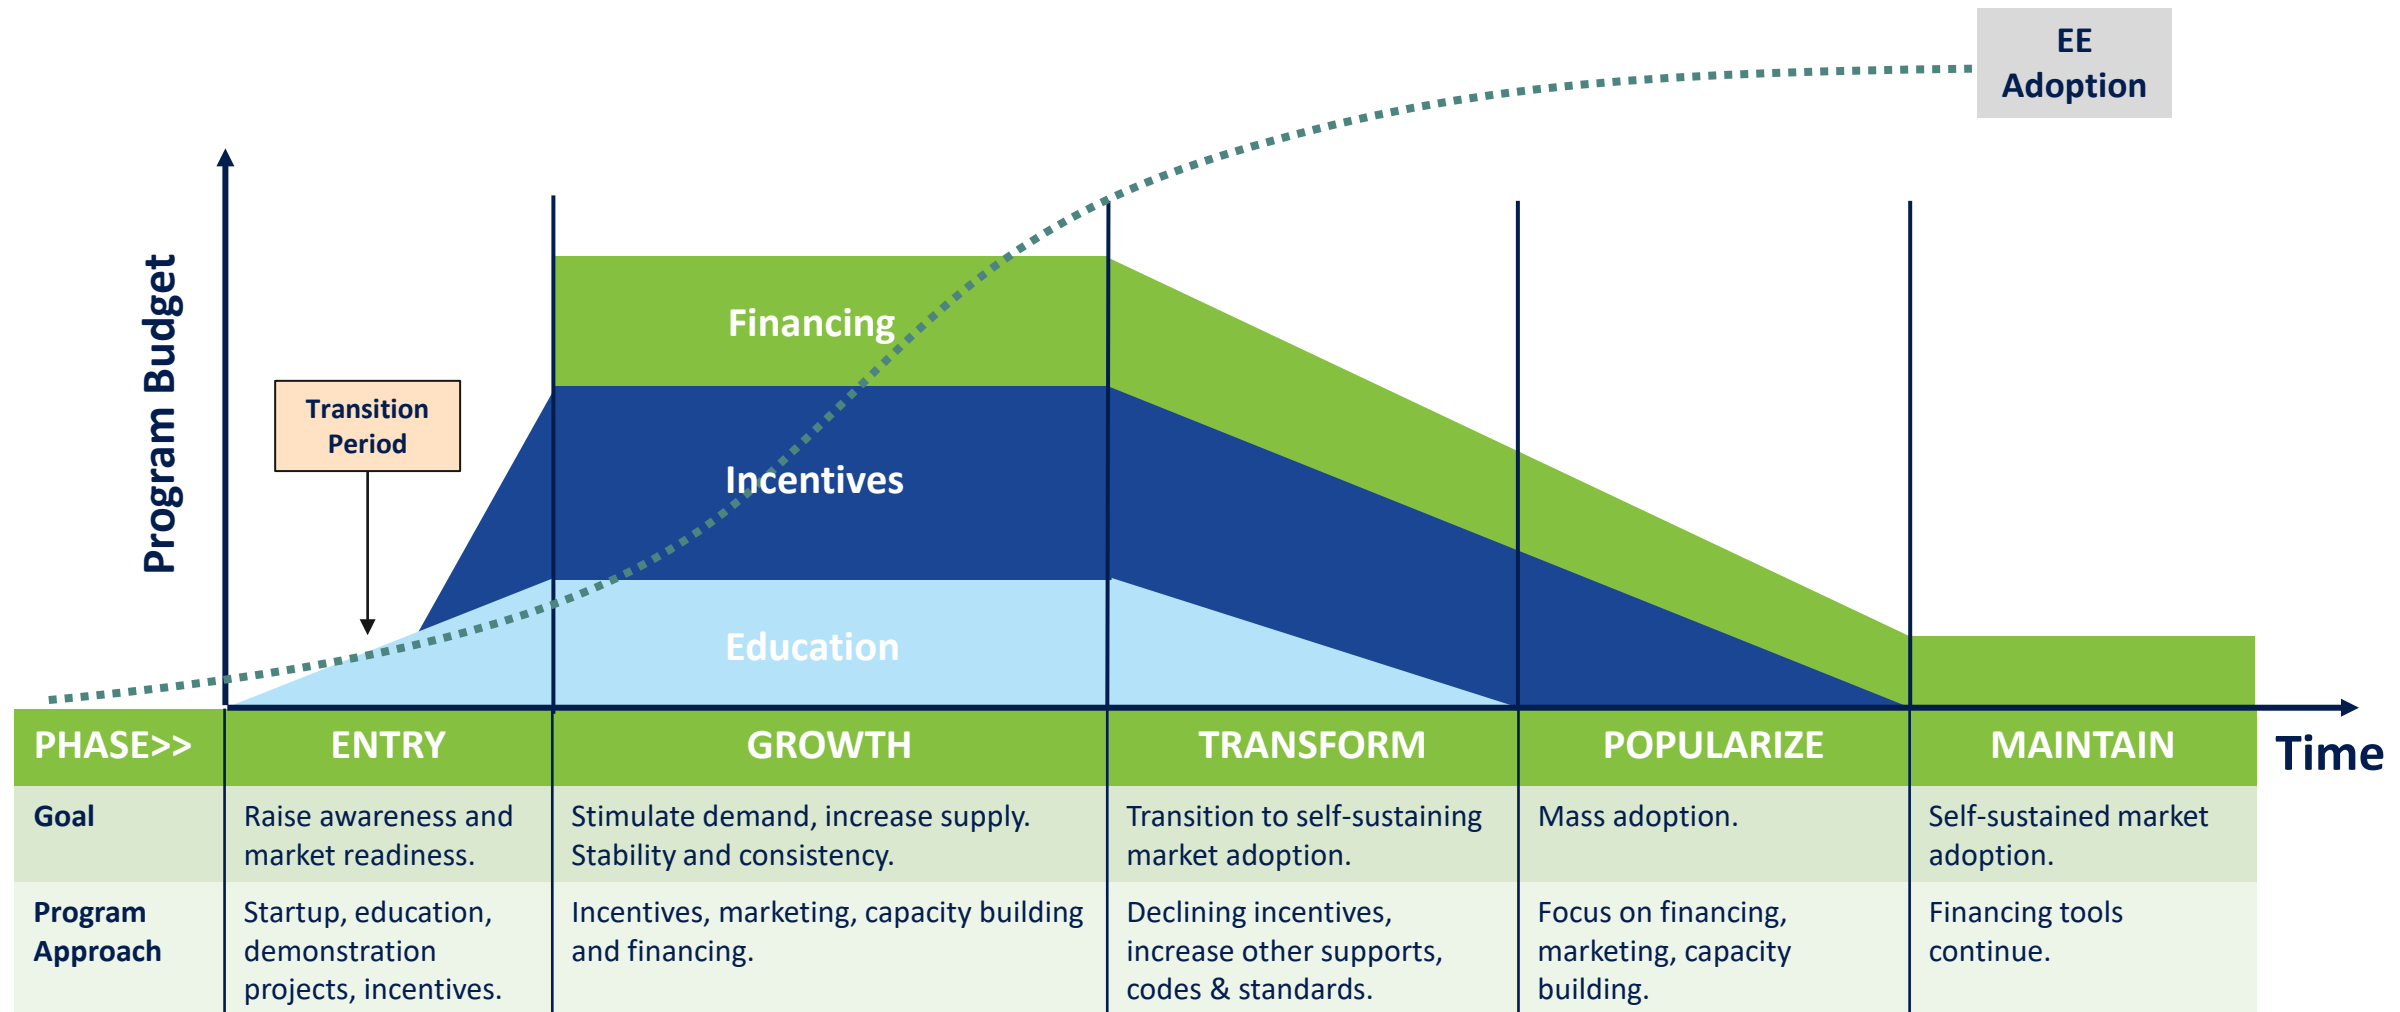 EE
Adoption
Program Budget
Transition
Period
Financing
Incentives
Education
PHASE>>
ENTRY
GROWTH
TRANSFORM
POPULARIZE
MAINTAIN
Time
Goal
Raise awareness and
market readiness.
Stimulate demand, increase supply.
Stability and consistency.
Transition to self-sustaining
market adoption.
Mass adoption.
Self-sustained market
adoption.
Program
Approach
Startup, education,
demonstration
projects, incentives.
Incentives, marketing, capacity building
and financing.
Declining incentives,
increase other supports,
codes & standards.
Focus on financing,
marketing, capacity
building.
Financing tools
continue.